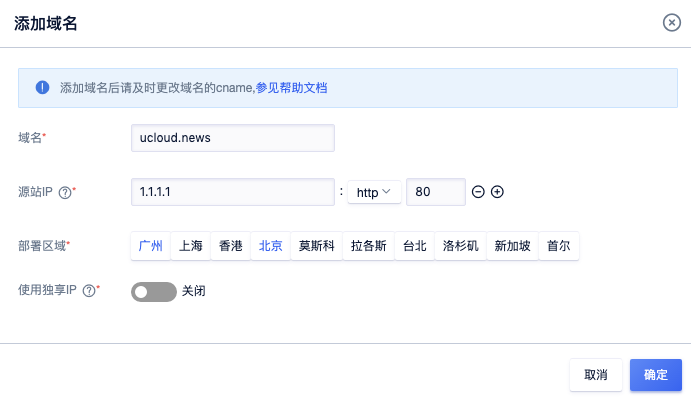 添加域名
添加域名后请及时更改域名的cname,参见帮助文档
域名* ucloud.news
源站IP ?* 1.1.1.1 : http 80
部署区域* 广州 上海 香港 北京 莫斯科 拉各斯 台北 洛杉矶 新加坡 首尔
使用独享IP ?* 关闭
取消 确定